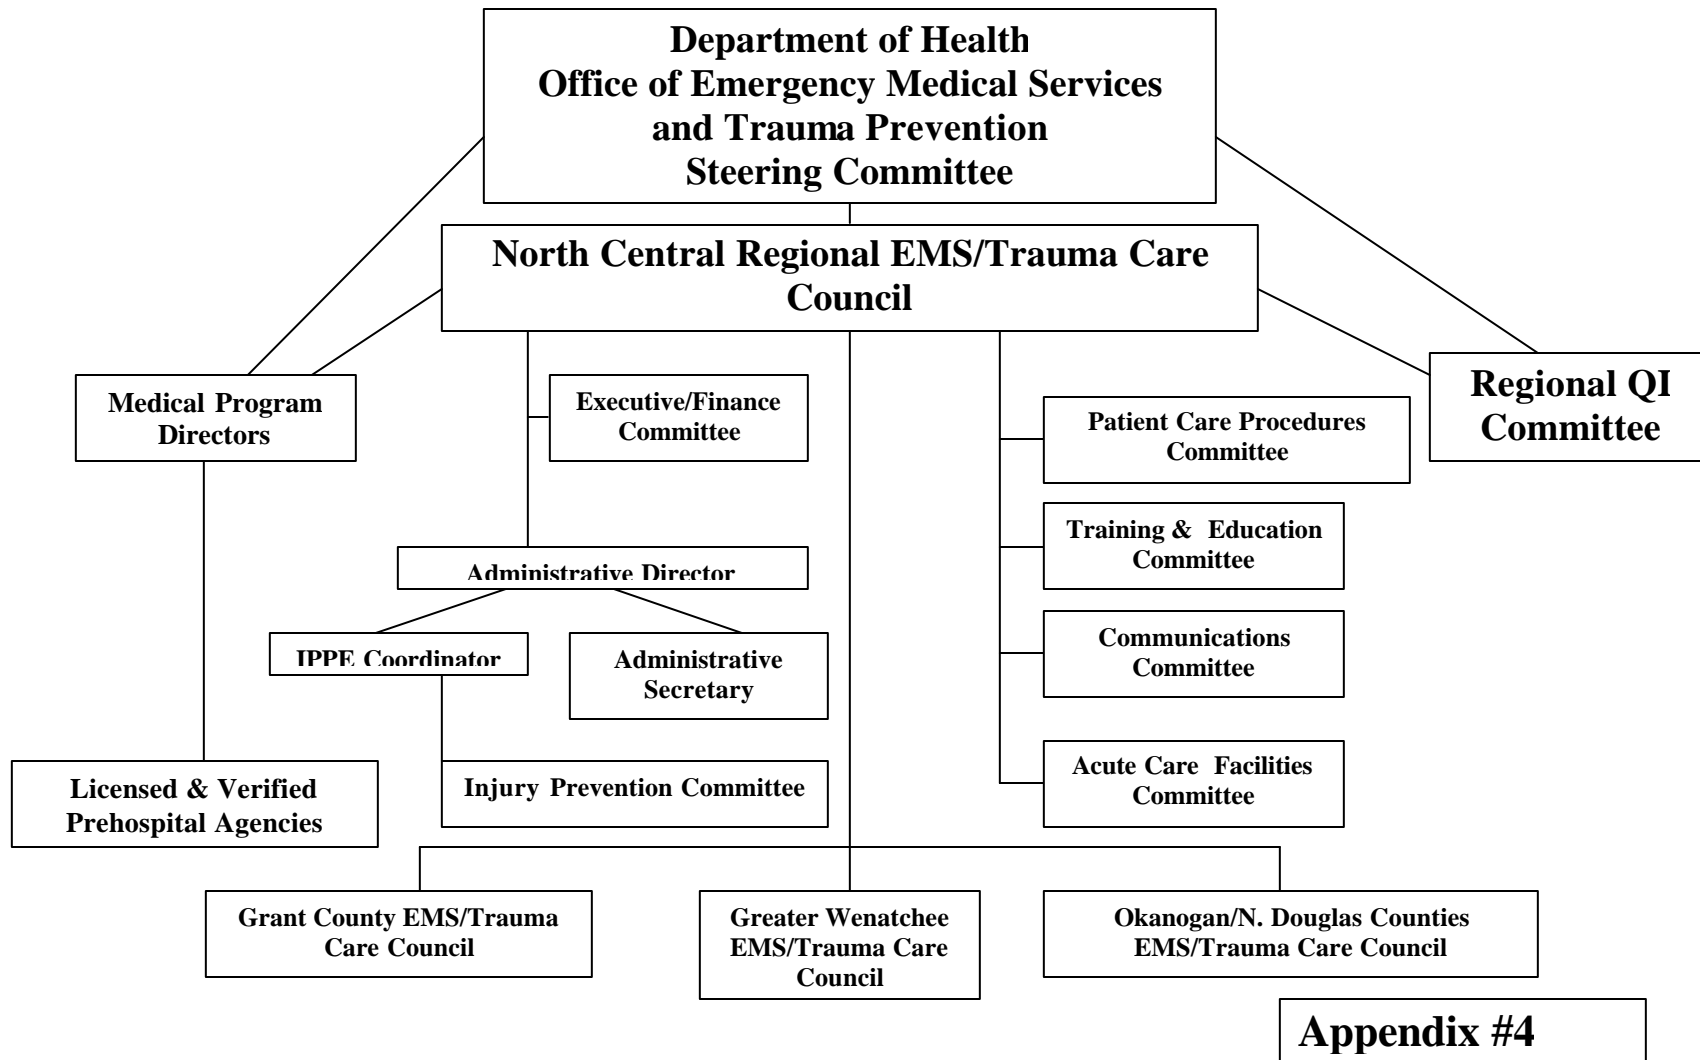 Department of Health
Office of Emergency Medical Services
and Trauma Prevention
Steering Committee
North Central Regional EMS/Trauma Care
Council
Medical Program
Directors
Executive/Finance
Committee
Patient Care Procedures
Committee
Regional QI
Committee
Training & Education
Committee
Administrative Director
IPPE Coordinator
Administrative
Secretary
Communications
Committee
Licensed & Verified
Prehospital Agencies
Injury Prevention Committee
Acute Care Facilities
Committee
Grant County EMS/Trauma
Care Council
Greater Wenatchee
EMS/Trauma Care
Council
Okanogan/N. Douglas Counties
EMS/Trauma Care Council
Appendix #4